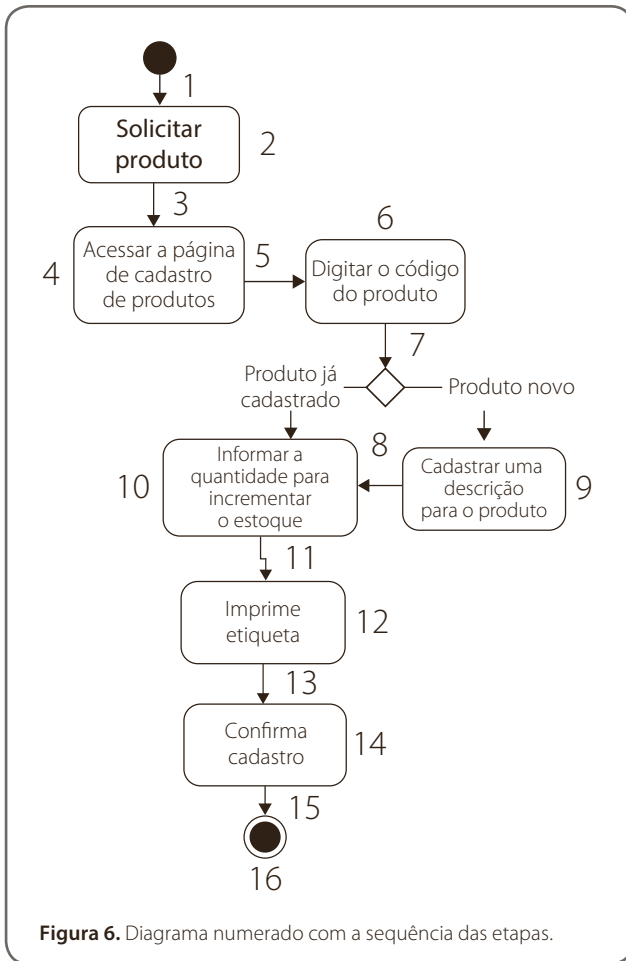 1
Solicitar
produto
2
3
4
Acessar a página
de cadastro
de produtos
5
6
Digitar o código
do produto
7
Produto já
cadastrado
Produto novo
8
10
Informar a
quantidade para
incrementar
o estoque
Cadastrar uma
descrição
para o produto
9
11
Imprime
etiqueta
12
13
Confirma
cadastro
14
15
16
Figura 6. Diagrama numerado com a sequência das etapas.